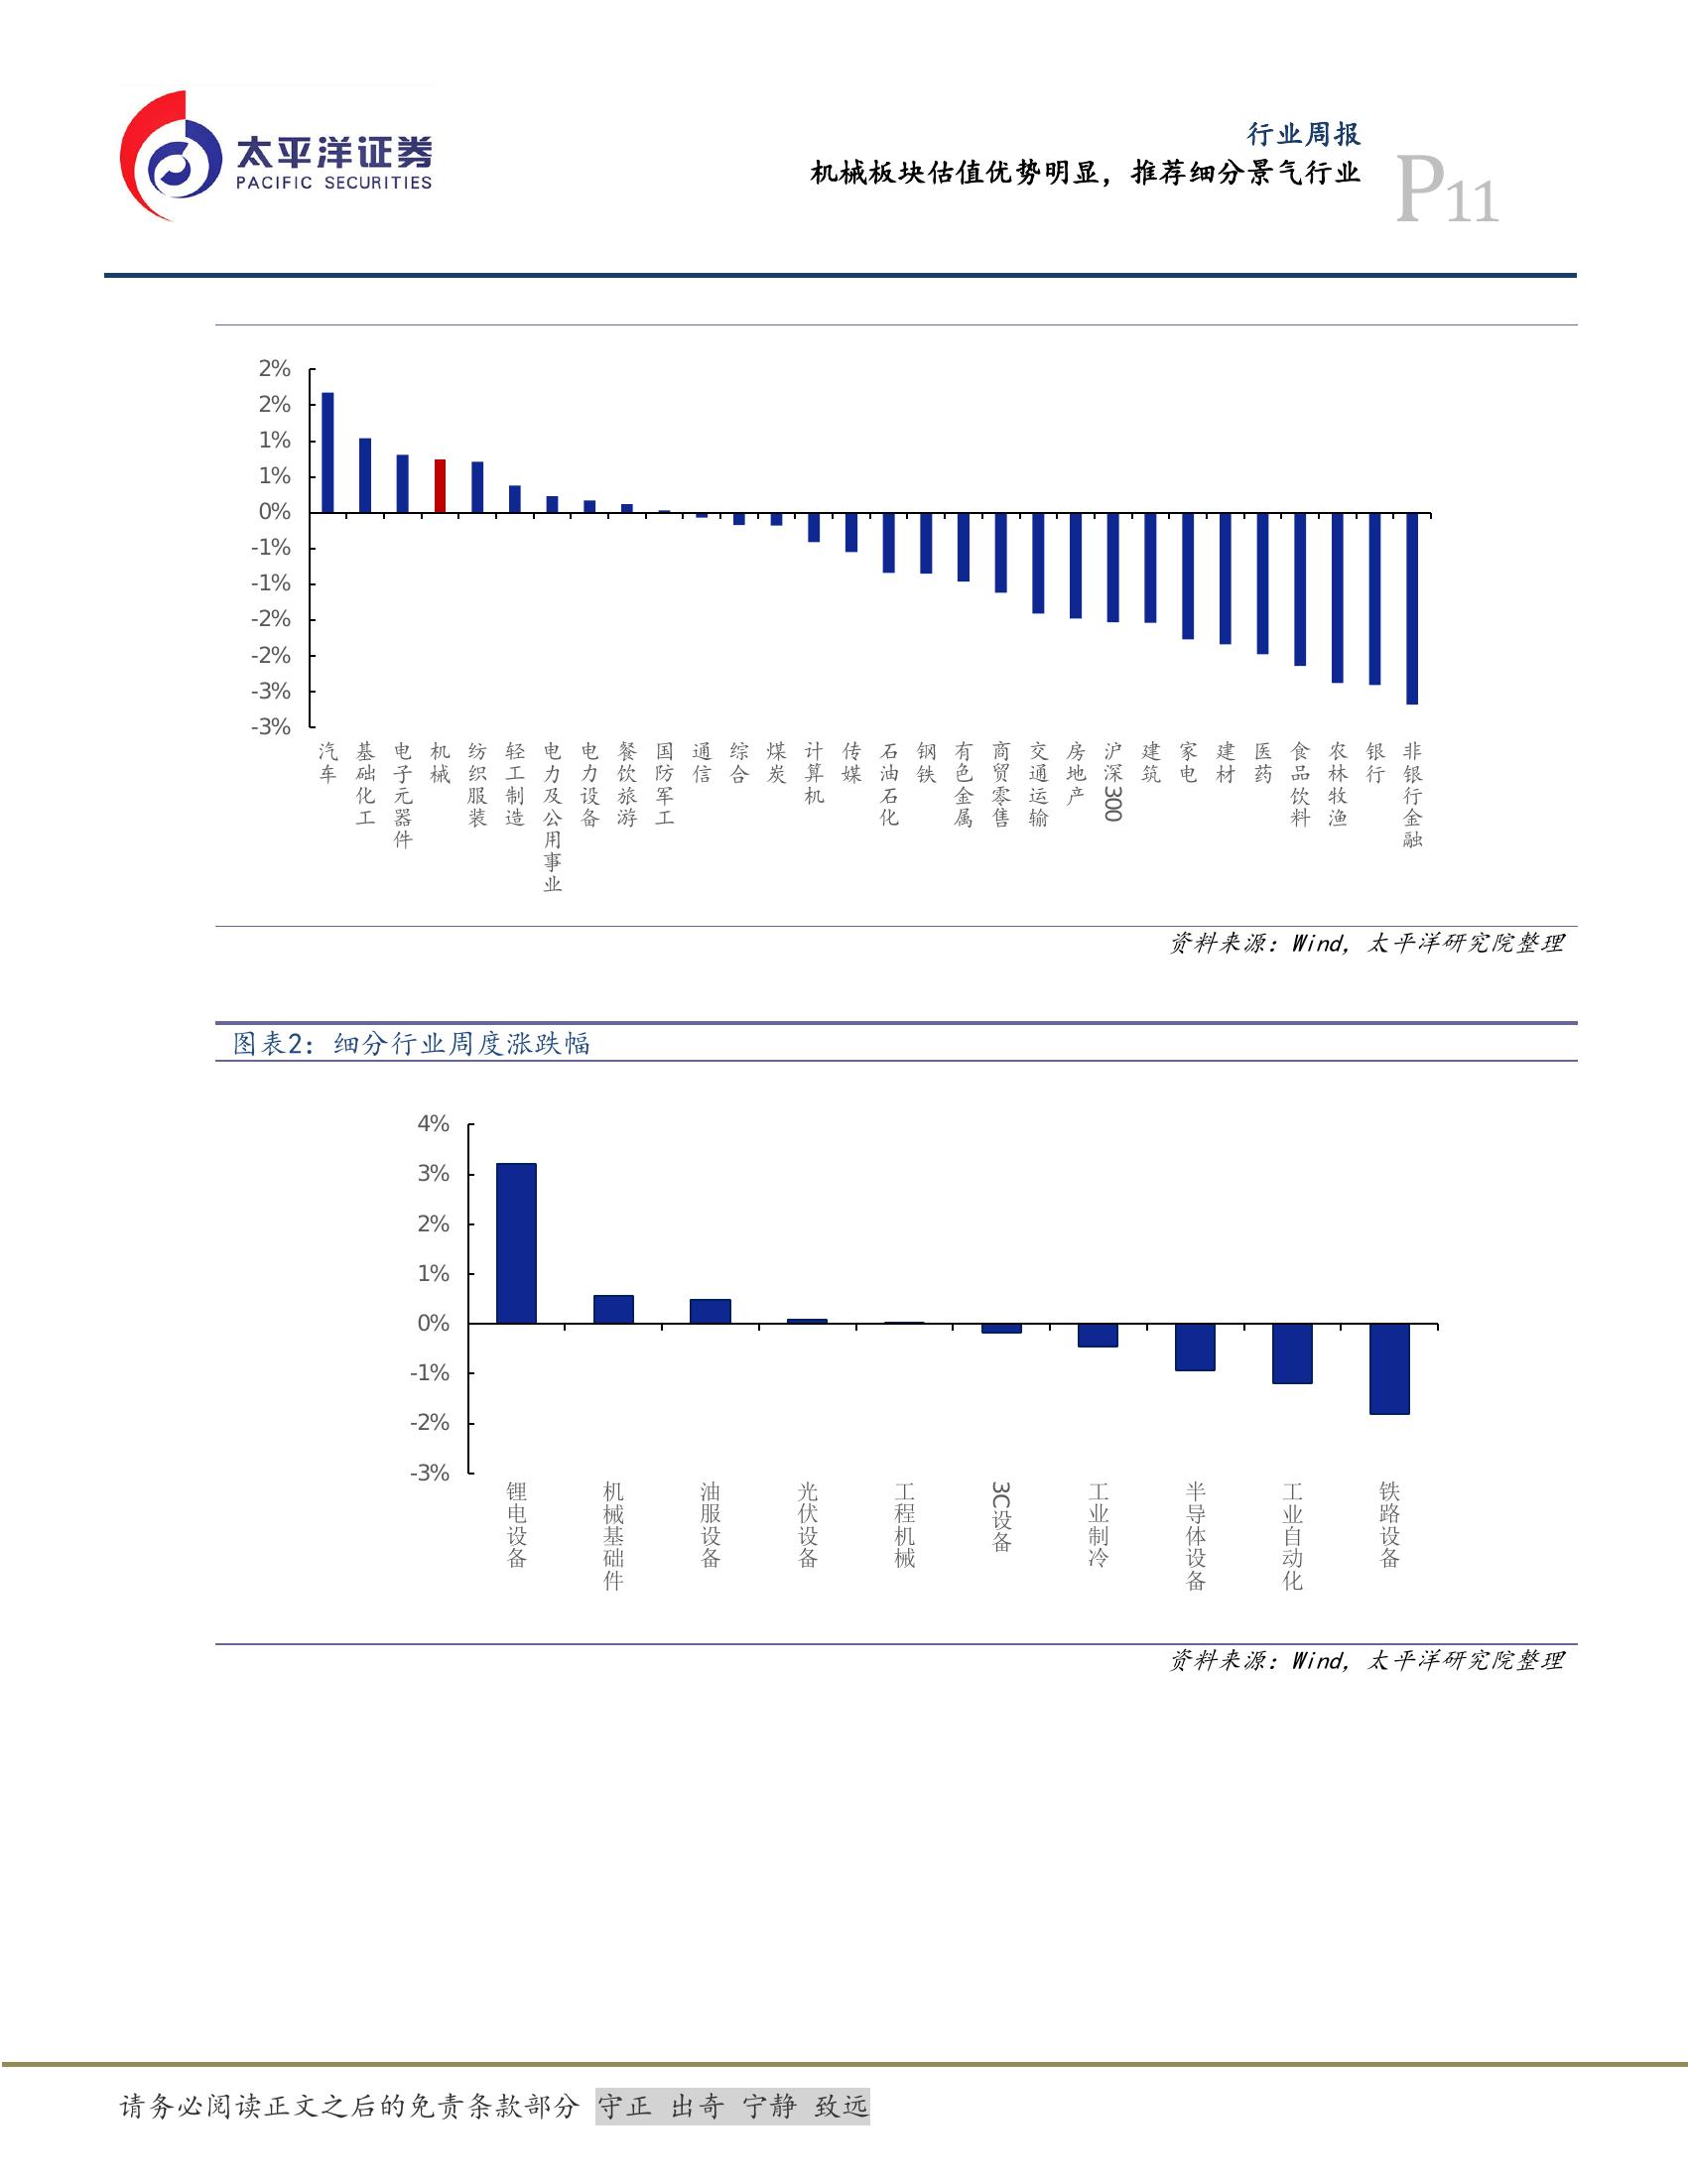 太平洋证券
PACIFIC SECURITIES
行业周报
机械板块估值优势明显，推荐细分景气行业
P11
2%
2%
1%
1%
0%
-1%
-1%
-2%
-2%
-3%
-3%
汽车
基础化工
电子元器件
机械
纺织服装
轻工制造
电力及公用事业
电力设备
餐饮旅游
国防军工
通信
综合
煤炭
计算机
传媒
石油石化
钢铁
有色金属
商贸零售
交通运输
房地产
沪深300
建筑
家电
建材
医药
食品饮料
农林牧渔
银行
非银行金融
资料来源：Wind，太平洋研究院整理
图表2：细分行业周度涨跌幅
4%
3%
2%
1%
0%
-1%
-2%
-3%
锂电设备
机械基础件
油服设备
光伏设备
工程机械
3C设备
工业制冷
半导体设备
工业自动化
铁路设备
资料来源：Wind，太平洋研究院整理
请务必阅读正文之后的免责条款部分 守正 出奇 宁静 致远